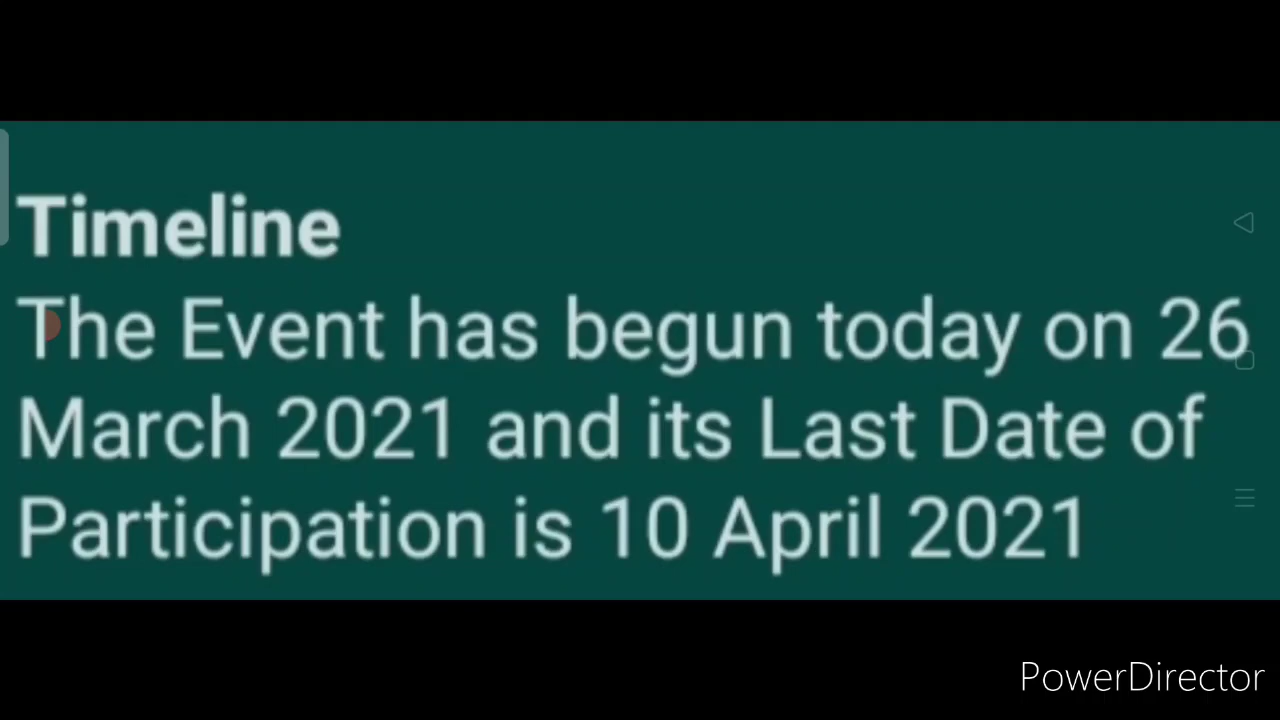 Timeline
The Event has begun today on 26
March 2021 and its Last Date of
Participation is 10 April 2021
PowerDirector